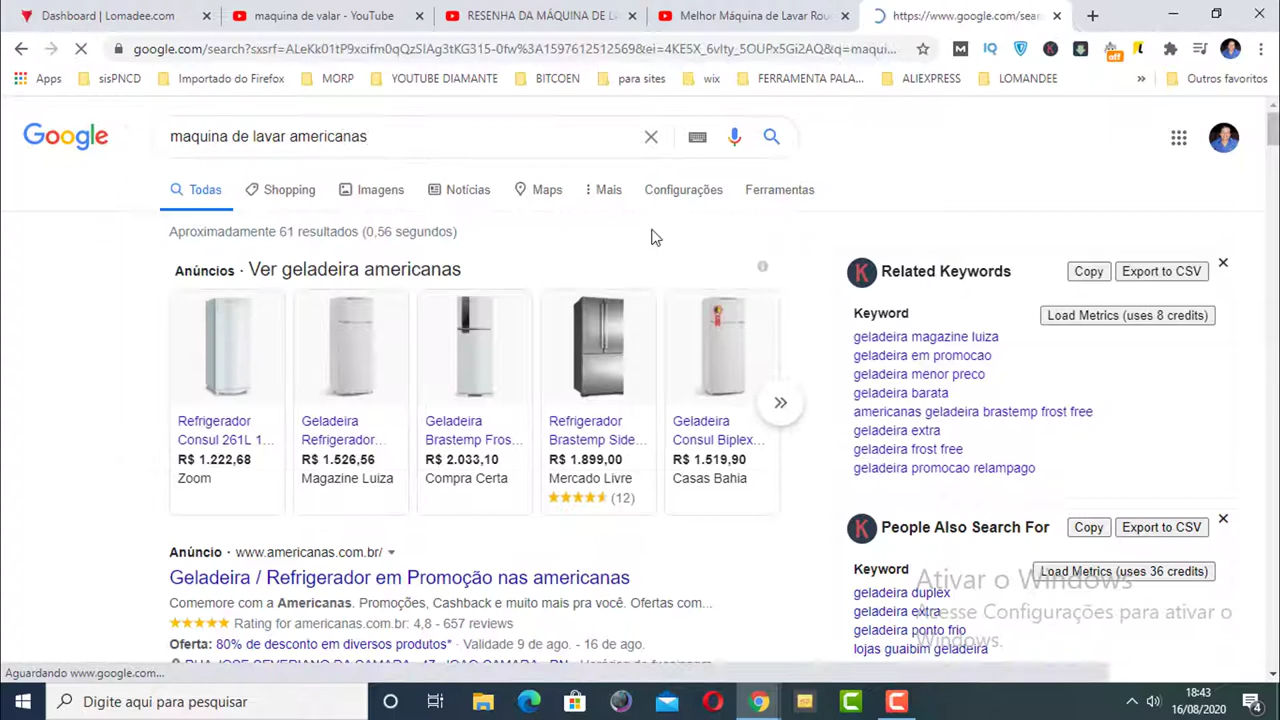 Dashboard | Lomadee.com
maquina de valar - YouTube
RESENHA DA MÁQUINA DE LA
Melhor Máquina de Lavar Rou
https://www.google.com/sear
google.com/search?sxsrf=ALeKk01tP9xcifm0qQzSIAg3tKG315-0fw%3A1597612512569&ei=4KE5X_6vIty_5OUPx5Gi2AQ&q=maqui...
Apps
sisPNCD
Importado do Firefox
MORP
YOUTUBE DIAMANTE
BITCOEN
para sites
wix
FERRAMENTA PALA...
ALIEXPRESS
LOMANDEE
»
Outros favoritos
off
Google
maquina de lavar americanas
Todas
Shopping
Imagens
Notícias
Maps
Mais
Configurações
Ferramentas
Aproximadamente 61 resultados (0,56 segundos)
Anúncios · Ver geladeira americanas
Refrigerador
Consul 261L 1...
R$ 1.222,68
Zoom
Geladeira
Refrigerador...
R$ 1.526,56
Magazine Luiza
Geladeira
Brastemp Fros...
R$ 2.033,10
Compra Certa
Refrigerador
Brastemp Side...
R$ 1.899,00
Mercado Livre
(12)
Geladeira
Consul Biplex...
R$ 1.519,90
Casas Bahia
Anúncio · www.americanas.com.br/
Geladeira / Refrigerador em Promoção nas americanas
Comemore com a Americanas. Promoções, Cashback e muito mais pra você. Ofertas com...
Rating for americanas.com.br: 4,8 - 657 reviews
Oferta: 80% de desconto em diversos produtos* · Validade 9 de ago. - 16 de ago.
K
Related Keywords
Copy
Export to CSV
Keyword
Load Metrics (uses 8 credits)
geladeira magazine luiza
geladeira em promocao
geladeira menor preco
geladeira barata
americanas geladeira brastemp frost free
geladeira extra
geladeira frost free
geladeira promocao relampago
K
People Also Search For
Copy
Export to CSV
Keyword
Load Metrics (uses 36 credits)
geladeira duplex
geladeira extra
geladeira ponto frio
lojas guaibim geladeira
Ativar o Windows
Acesse Configurações para ativar o
Windows.
Aguardando www.google.com...
Digite aqui para pesquisar
18:43
16/08/2020
4